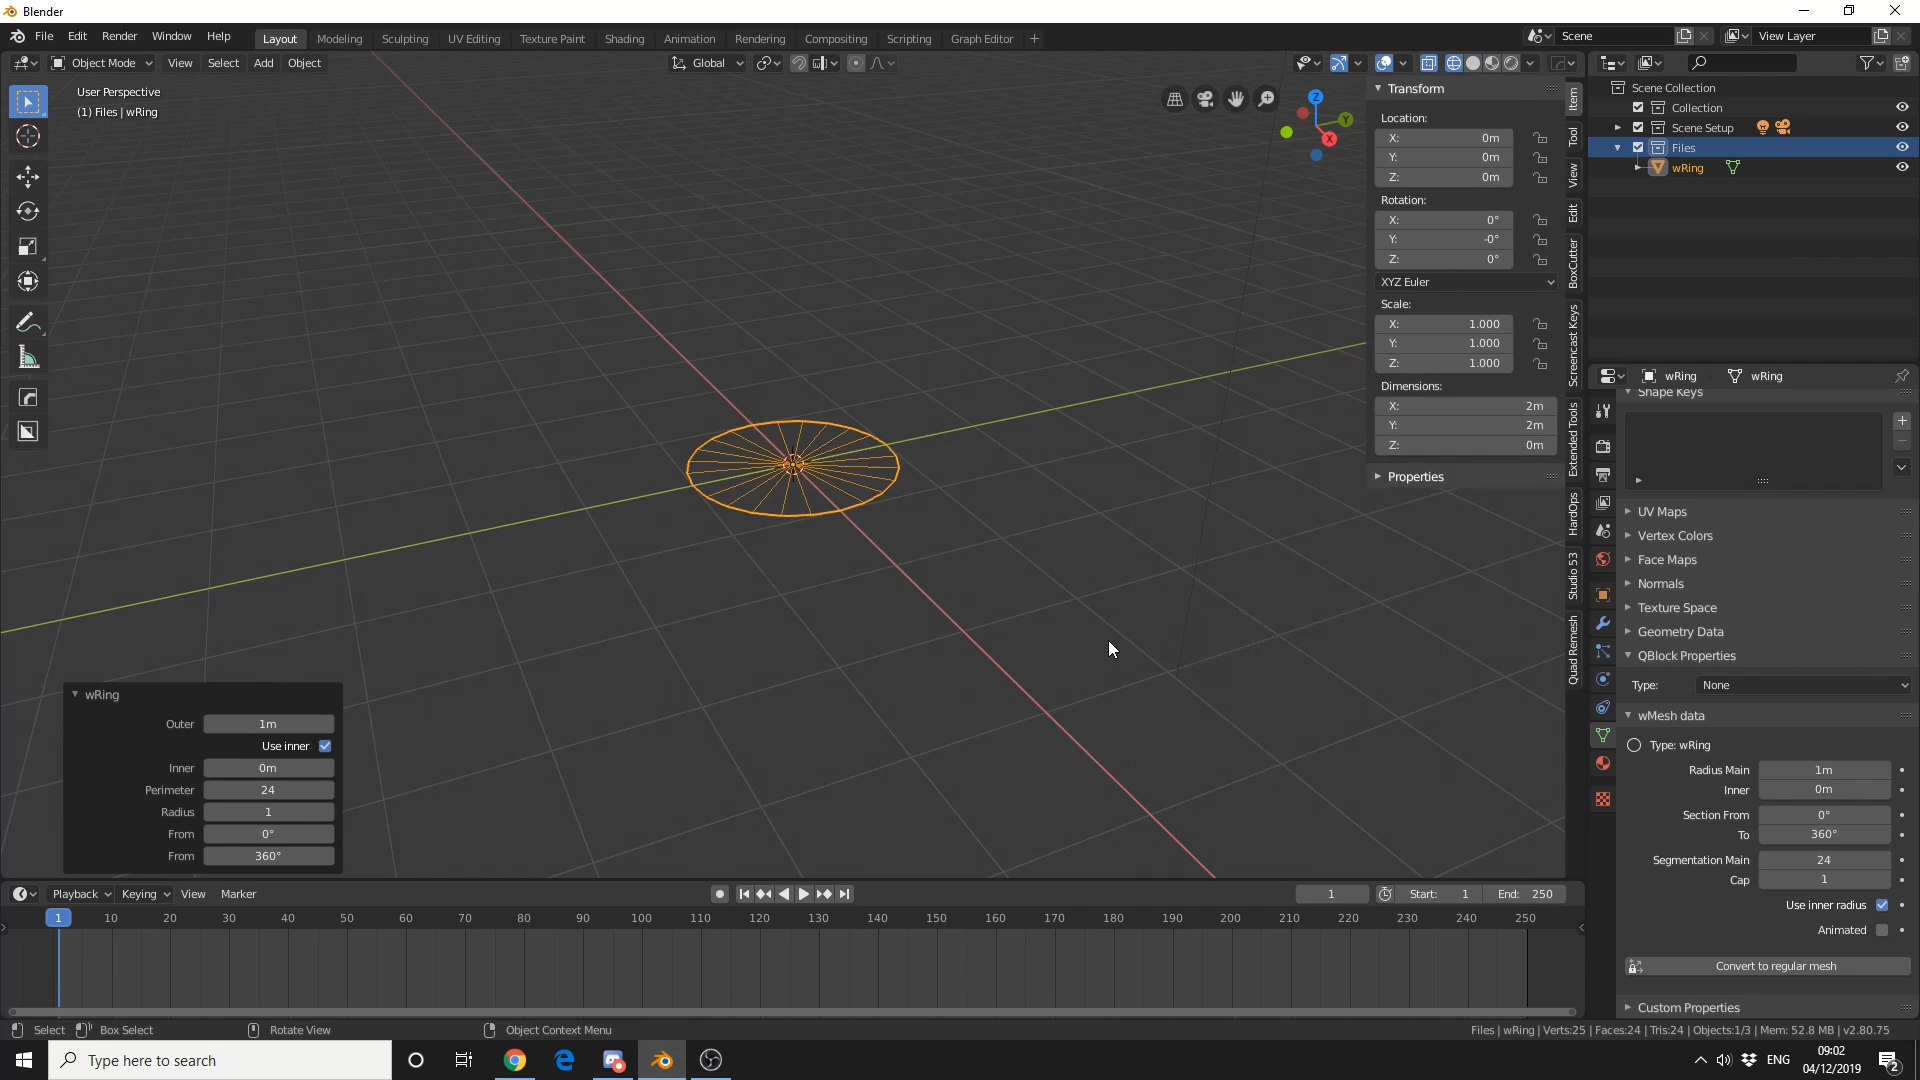 Blender
File Edit Render Window Help
Layout Modeling Sculpting UV Editing Texture Paint Shading Animation Rendering Compositing Scripting Graph Editor +
Scene
View Layer
Object Mode View Select Add Object
Global
User Perspective
(1) Files | wRing
Z
Y
X
Transform
Location:
X: 0m
Y: 0m
Z: 0m
Rotation:
X: 0°
Y: -0°
Z: 0°
XYZ Euler
Scale:
X: 1.000
Y: 1.000
Z: 1.000
Dimensions:
X: 2m
Y: 2m
Z: 0m
Properties
Item
Tool
View
Edit
BoxCutter
Screencast Keys
Extended Tools
HardOps
Studio 53
Quad Remesh
Scene Collection
Collection
Scene Setup
Files
wRing
wRing wRing
Shape Keys
UV Maps
Vertex Colors
Face Maps
Normals
Texture Space
Geometry Data
QBlock Properties
Type: None
wMesh data
Type: wRing
Radius Main 1m
Inner 0m
Section From 0°
To 360°
Segmentation Main 24
Cap 1
Use inner radius
Animated
Convert to regular mesh
Custom Properties
wRing
Outer 1m
Use inner
Inner 0m
Perimeter 24
Radius 1
From 0°
From 360°
Playback Keying View Marker
1 Start: 1 End: 250
1 10 20 30 40 50 60 70 80 90 100 110 120 130 140 150 160 170 180 190 200 210 220 230 240 250
Select Box Select Rotate View Object Context Menu
Files | wRing | Verts:25 | Faces:24 | Tris:24 | Objects:1/3 | Mem: 52.8 MB | v2.80.75
Type here to search
ENG
09:02
04/12/2019
2